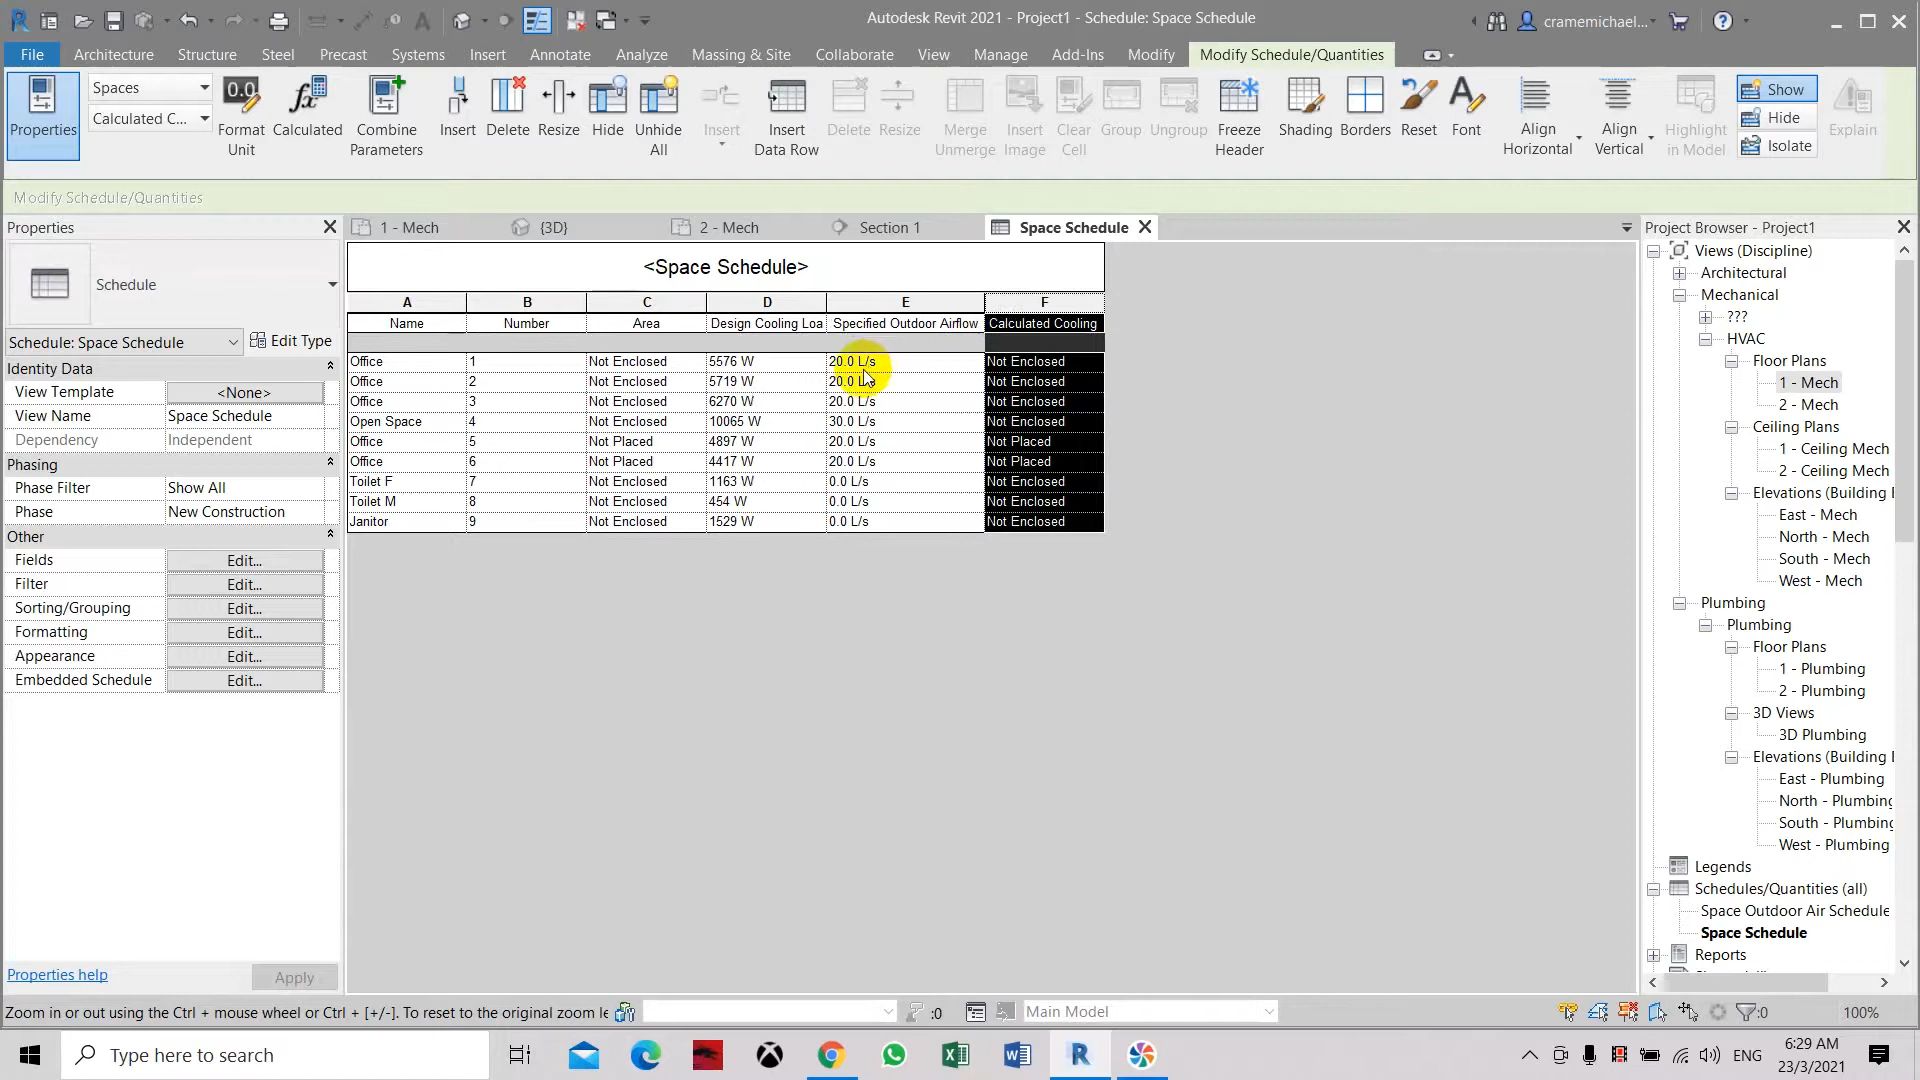 Autodesk Revit 2021 - Project1 - Schedule: Space Schedule
cramemichael...
File Architecture Structure Steel Precast Systems Insert Annotate Analyze Massing & Site Collaborate View Manage Add-Ins Modify Modify Schedule/Quantities
Properties
Spaces
Calculated C...
Format Unit
Calculated
Combine Parameters
Insert
Delete
Resize
Hide
Unhide All
Insert
Insert Data Row
Delete
Resize
Merge Unmerge
Insert Image
Clear Cell
Group
Ungroup
Freeze Header
Shading
Borders
Reset
Font
Align Horizontal
Align Vertical
Highlight in Model
Show
Hide
Isolate
Explain
Modify Schedule/Quantities
Properties
Schedule
Schedule: Space Schedule
Edit Type
Identity Data
View Template <None>
View Name Space Schedule
Dependency Independent
Phasing
Phase Filter Show All
Phase New Construction
Other
Fields Edit...
Filter Edit...
Sorting/Grouping Edit...
Formatting Edit...
Appearance Edit...
Embedded Schedule Edit...
Properties help
Apply
1 - Mech {3D} 2 - Mech Section 1 Space Schedule
<Space Schedule>
A B C D E F
Name Number Area Design Cooling Loa Specified Outdoor Airflow Calculated Cooling
Office 1 Not Enclosed 5576 W 20.0 L/s Not Enclosed
Office 2 Not Enclosed 5719 W 20.0 L/s Not Enclosed
Office 3 Not Enclosed 6270 W 20.0 L/s Not Enclosed
Open Space 4 Not Enclosed 10065 W 30.0 L/s Not Enclosed
Office 5 Not Placed 4897 W 20.0 L/s Not Placed
Office 6 Not Placed 4417 W 20.0 L/s Not Placed
Toilet F 7 Not Enclosed 1163 W 0.0 L/s Not Enclosed
Toilet M 8 Not Enclosed 454 W 0.0 L/s Not Enclosed
Janitor 9 Not Enclosed 1529 W 0.0 L/s Not Enclosed
Project Browser - Project1
Views (Discipline)
Architectural
Mechanical
???
HVAC
Floor Plans
1 - Mech
2 - Mech
Ceiling Plans
1 - Ceiling Mech
2 - Ceiling Mech
Elevations (Building E
East - Mech
North - Mech
South - Mech
West - Mech
Plumbing
Plumbing
Floor Plans
1 - Plumbing
2 - Plumbing
3D Views
3D Plumbing
Elevations (Building E
East - Plumbing
North - Plumbing
South - Plumbing
West - Plumbing
Legends
Schedules/Quantities (all)
Space Outdoor Air Schedule
Space Schedule
Reports
Zoom in or out using the Ctrl + mouse wheel or Ctrl + [+/-]. To reset to the original zoom le
:0
Main Model
:0
100%
Type here to search
ENG
6:29 AM
23/3/2021